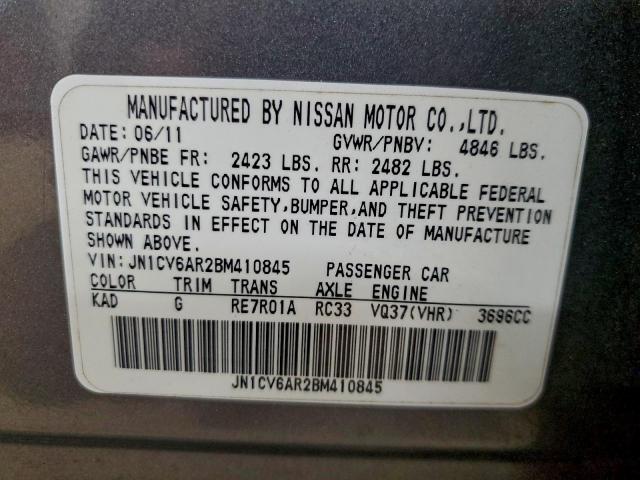 MANUFACTURED BY NISSAN MOTOR CO.,LTD.
DATE: 06/11 GVWR/PNBV: 4846 LBS.
GAWR/PNBE FR: 2423 LBS. RR: 2482 LBS.
THIS VEHICLE CONFORMS TO ALL APPLICABLE FEDERAL
MOTOR VEHICLE SAFETY,BUMPER,AND THEFT PREVENTION
STANDARDS IN EFFECT ON THE DATE OF MANUFACTURE
SHOWN ABOVE.
VIN:JN1CV6AR2BM410845 PASSENGER CAR
COLOR TRIM TRANS AXLE ENGINE
KAD G RE7R01A RC33 VQ37(VHR) 3696CC
JN1CV6AR2BM410845